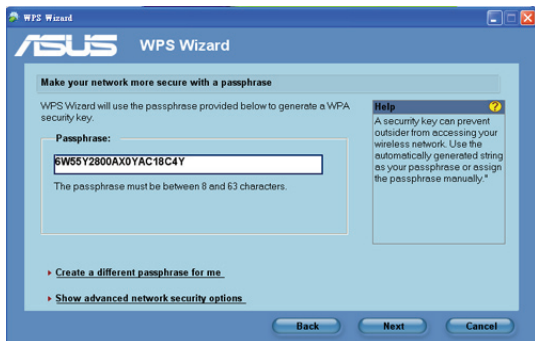 WPS Wizard
ASUS WPS Wizard
Make your network more secure with a passphrase
WPS Wizard will use the passphrase provided below to generate a WPA
security key.
Passphrase:
6W55Y2800AX0YAC18C4Y
The passphrase must be between 8 and 63 characters.
Create a different passphrase for me
Show advanced network security options
Help
A securrity key can prevent
outsider from accessing your
wireless network. Use the
automatically generated string
as your passphrase or assign
the passphrase manually."
Back Next Cancel